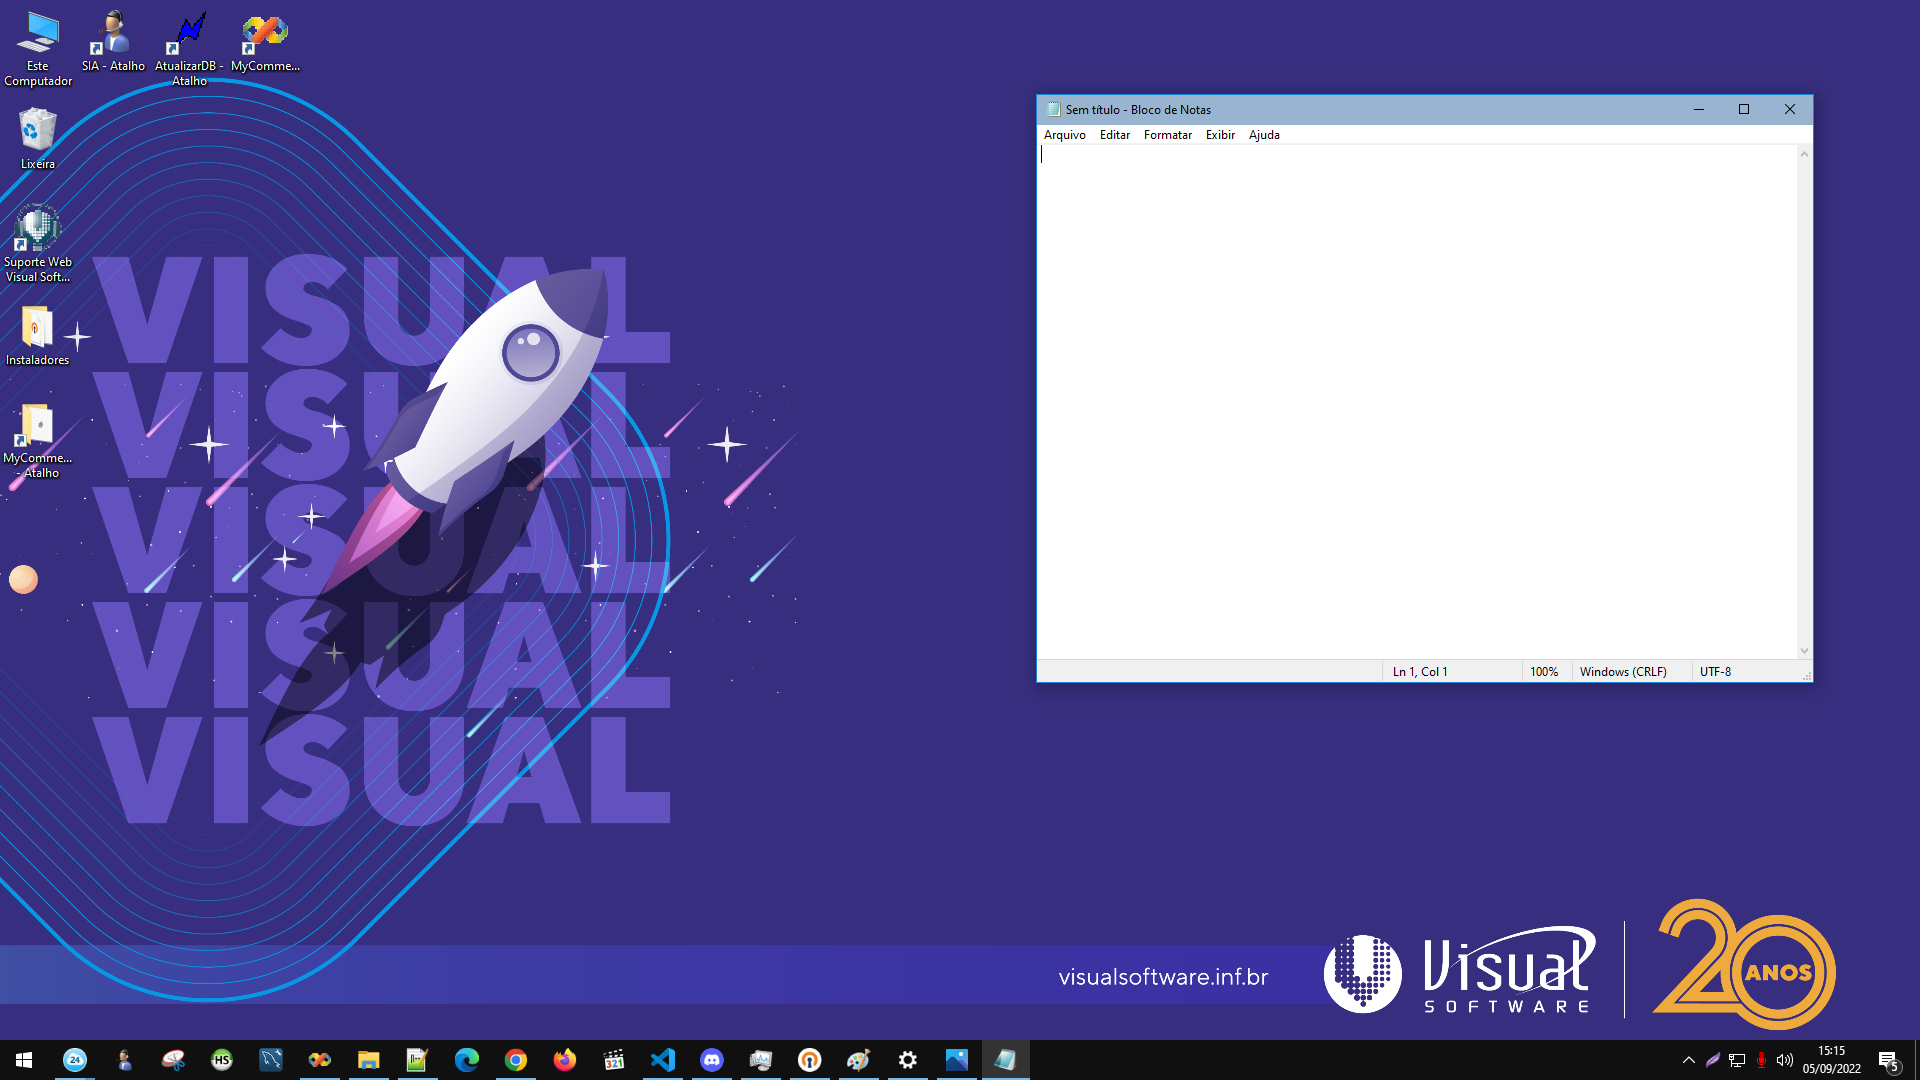 Este
Computador
SIA - Atalho
AtualizarDB -
Atalho
MyComme...
Lixeira
Suporte Web
Visual Soft...
Instaladores
MyComme...
- Atalho
VISUAL
VISUAL
VISUAL
VISUAL
VISUAL
Sem título - Bloco de Notas
Arquivo Editar Formatar Exibir Ajuda
Ln 1, Col 1 100% Windows (CRLF) UTF-8
visualsoftware.inf.br
Visual
SOFTWARE
20
ANOS
24
HS
321
15:15
05/09/2022
5